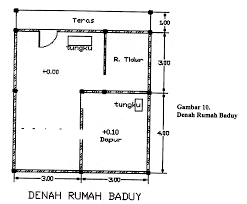 Teras
1.00
tungku
R. Tidur
+0.00
3.00
tungku
Gambar 10.
Denah Rumah Baduy
+0.10
Dapur
4.00
3.00
3.00
DENAH RUMAH BADUY